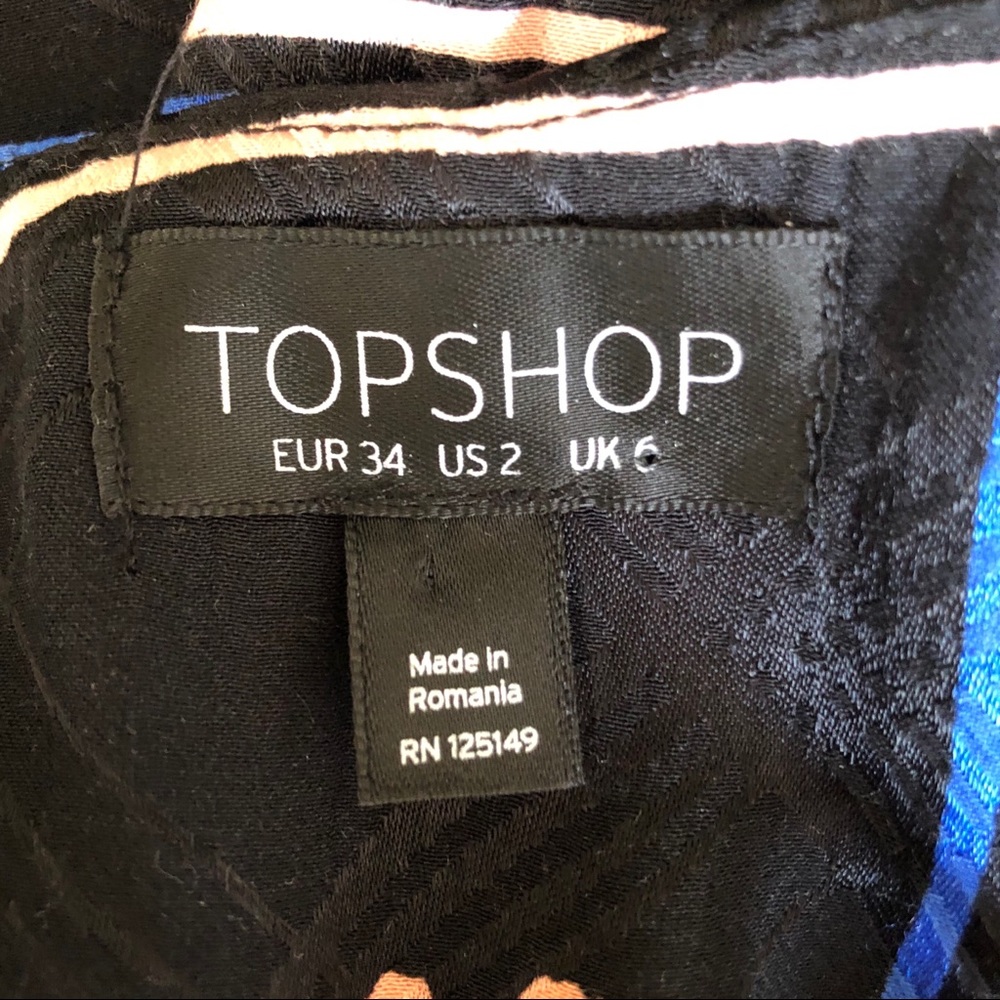 TOPSHOP
EUR 34 US 2 UK 6
Made in
Romania
RN 125149